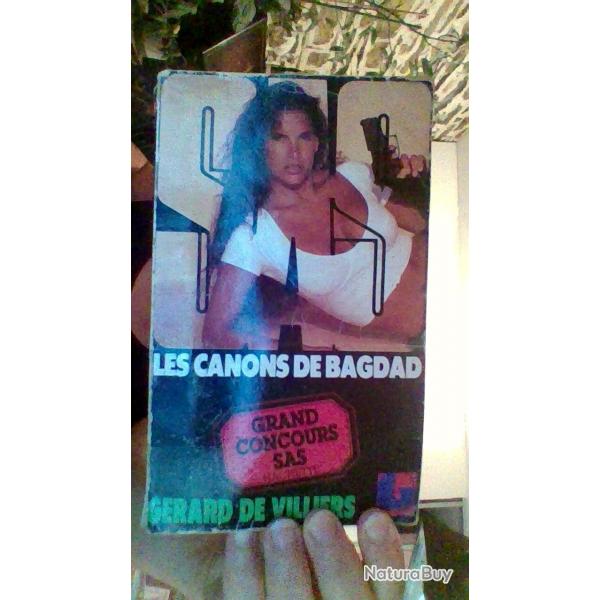 SAS
LES CANONS DE BAGDAD
GRAND
CONCOURS
SAS
GERARD DE VILLIERS
NaturaBuy